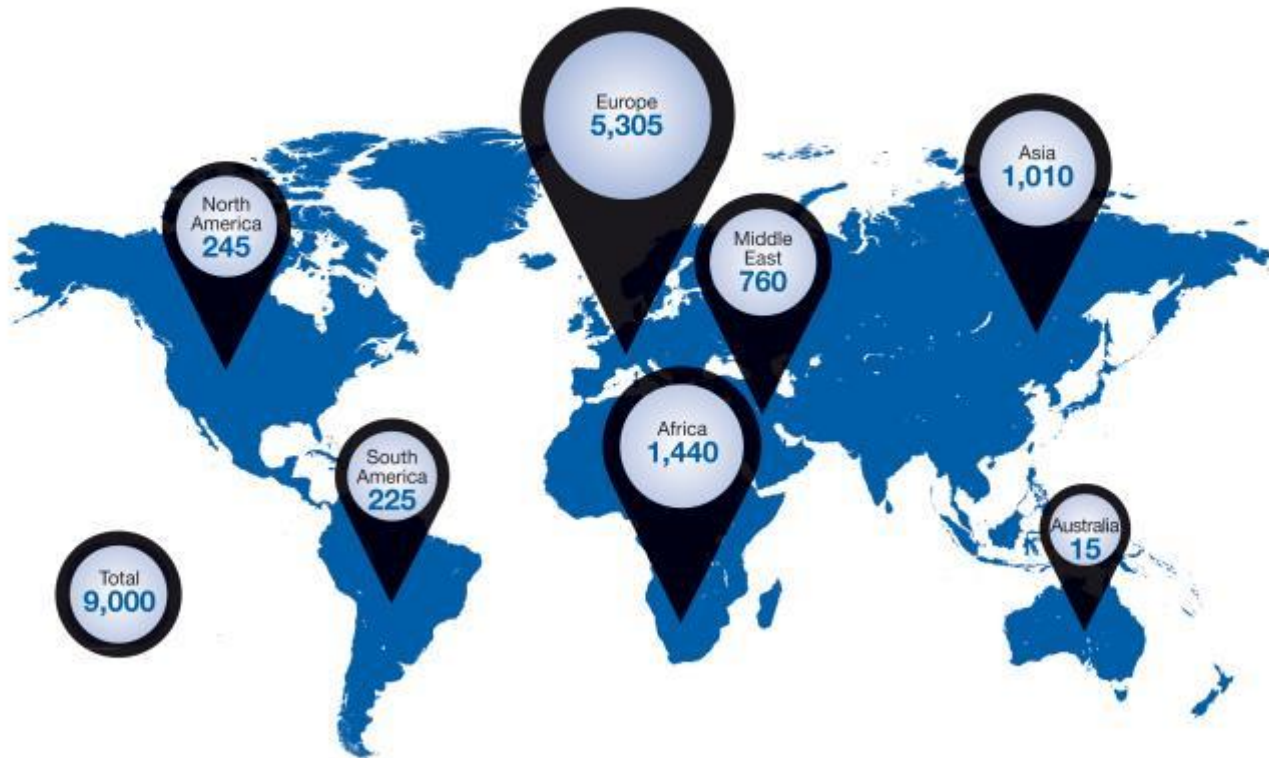 Europe
5,305
Asia
1,010
North
America
245
Middle
East
760
Africa
1,440
South
America
225
Australia
15
Total
9,000